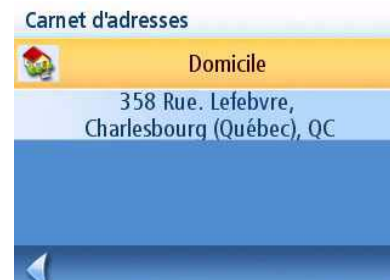 Carnet d'adresses
Domicile
358 Rue. Lefebvre,
Charlesbourg (Québec), QC